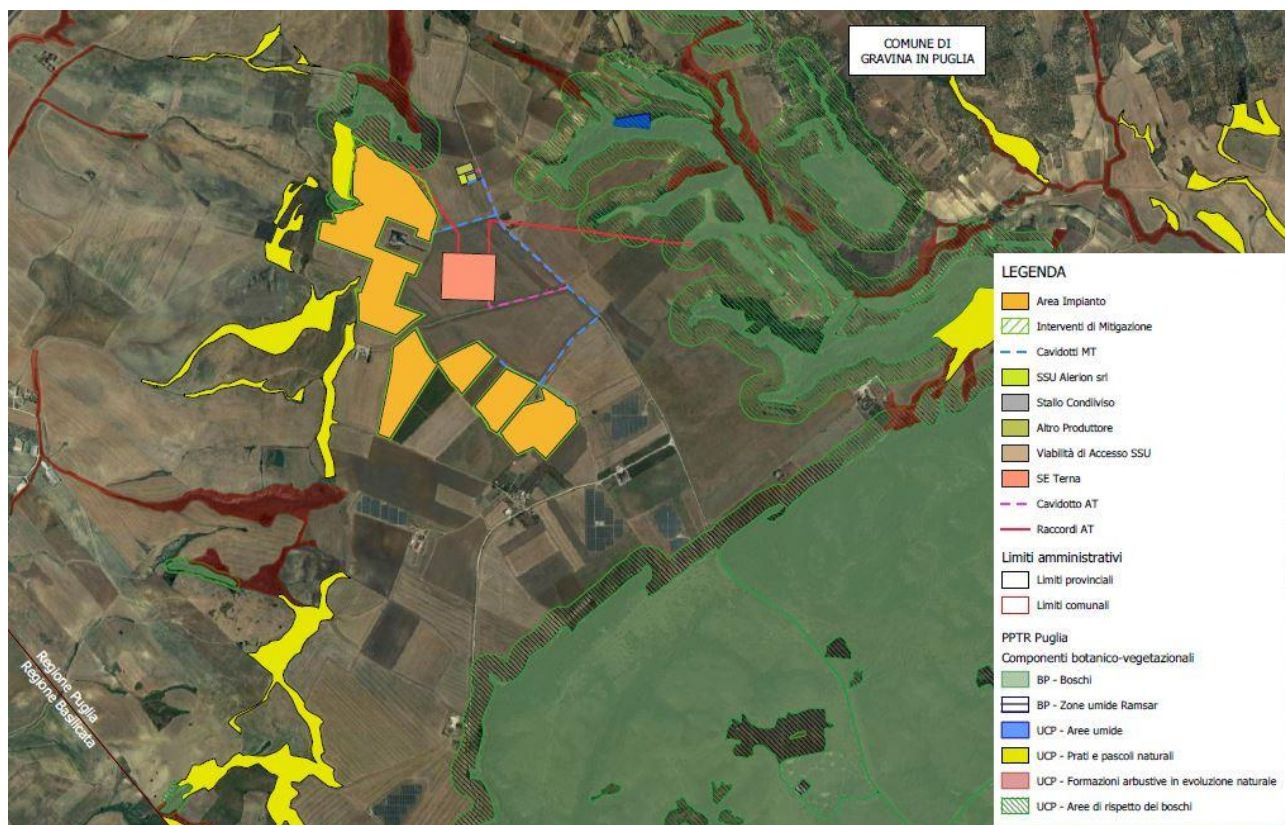 COMUNE DI
GRAVINA IN PUGLIA
LEGENDA
Area Impianto
Interventi di Mitigazione
Cavidotti MT
SSU Alerion srl
Stallo Condiviso
Altro Produttore
Viabilità di Accesso SSU
SE Terna
Cavidotto AT
Raccordi AT
Limiti amministrativi
Limiti provinciali
Limiti comunali
PPTR Puglia
Componenti botanico-vegetazionali
BP - Boschi
BP - Zone umide Ramsar
UCP - Aree umide
UCP - Prati e pascoli naturali
UCP - Formazioni arbustive in evoluzione naturale
UCP - Aree di rispetto dei boschi
Regione Puglia
Regione Basilicata